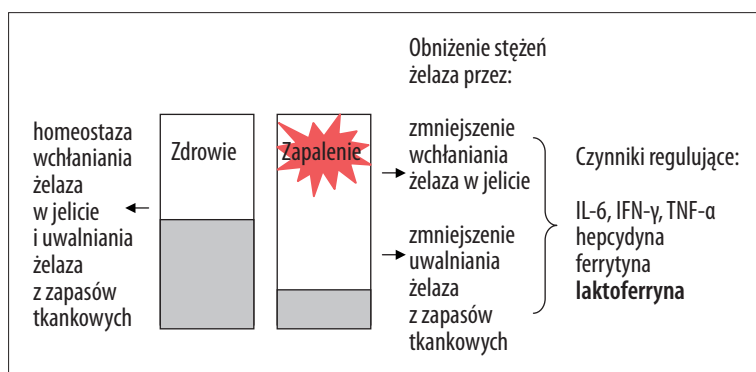 Obniżenie stężeń
żelaza przez:
homeostaza
wchłaniania
żelaza
w jelicie
i uwalniania
żelaza
z zapasów
tkankowych
Zdrowie
Zapalenie
zmniejszenie
wchłaniania
żelaza w jelicie
zmniejszenie
uwalniania
żelaza
z zapasów
tkankowych
Czynniki regulujące:
IL-6, IFN-γ, TNF-α
hepcydyna
ferrytyna
laktoferryna